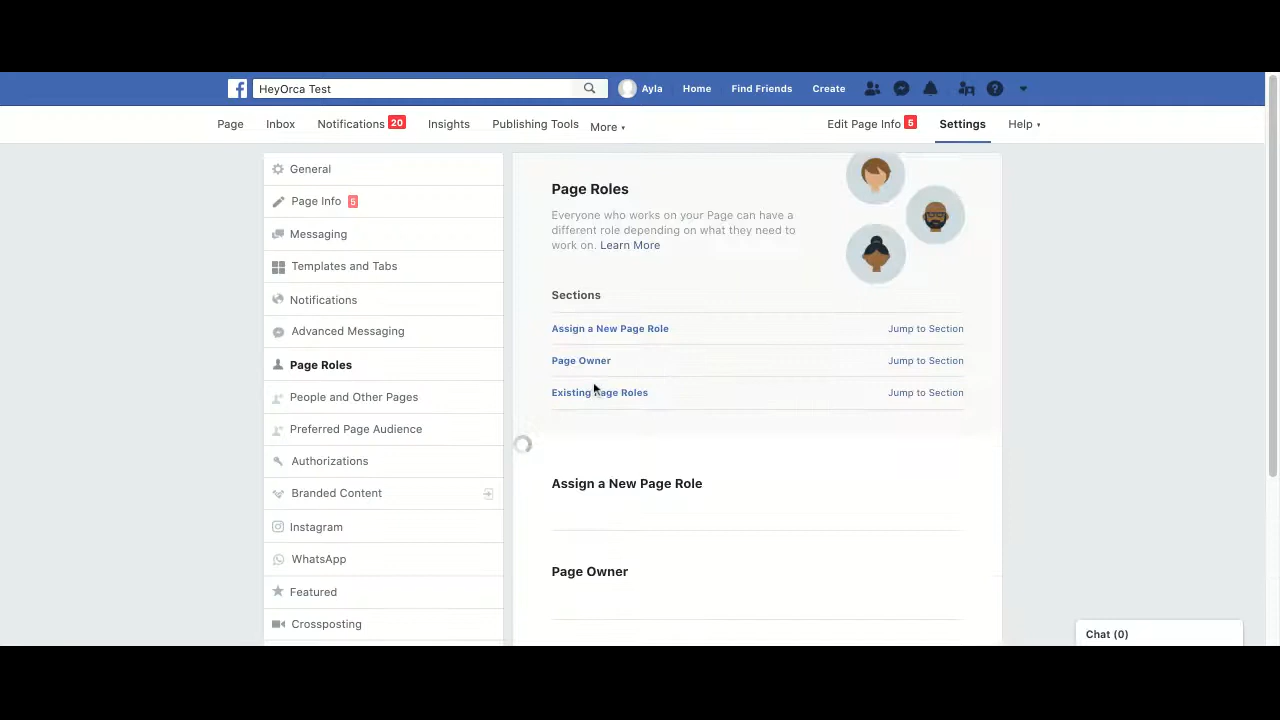 HeyOrca Test
Ayla
Home
Find Friends
Create
Page
Inbox
Notifications 20
Insights
Publishing Tools
More
Edit Page Info 5
Settings
Help
General
Page Info 5
Messaging
Templates and Tabs
Notifications
Advanced Messaging
Page Roles
People and Other Pages
Preferred Page Audience
Authorizations
Branded Content
Instagram
WhatsApp
Featured
Crossposting
Page Roles
Everyone who works on your Page can have a
different role depending on what they need to
work on. Learn More
Sections
Assign a New Page Role Jump to Section
Page Owner Jump to Section
Existing Page Roles Jump to Section
Assign a New Page Role
Page Owner
Chat (0)